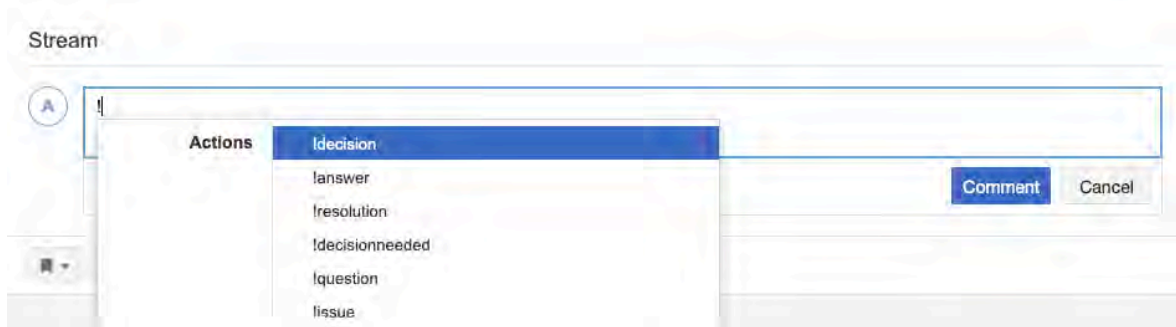 Stream
A
!
Actions
!decision
!answer
!resolution
!decisionneeded
!question
!issue
Comment
Cancel